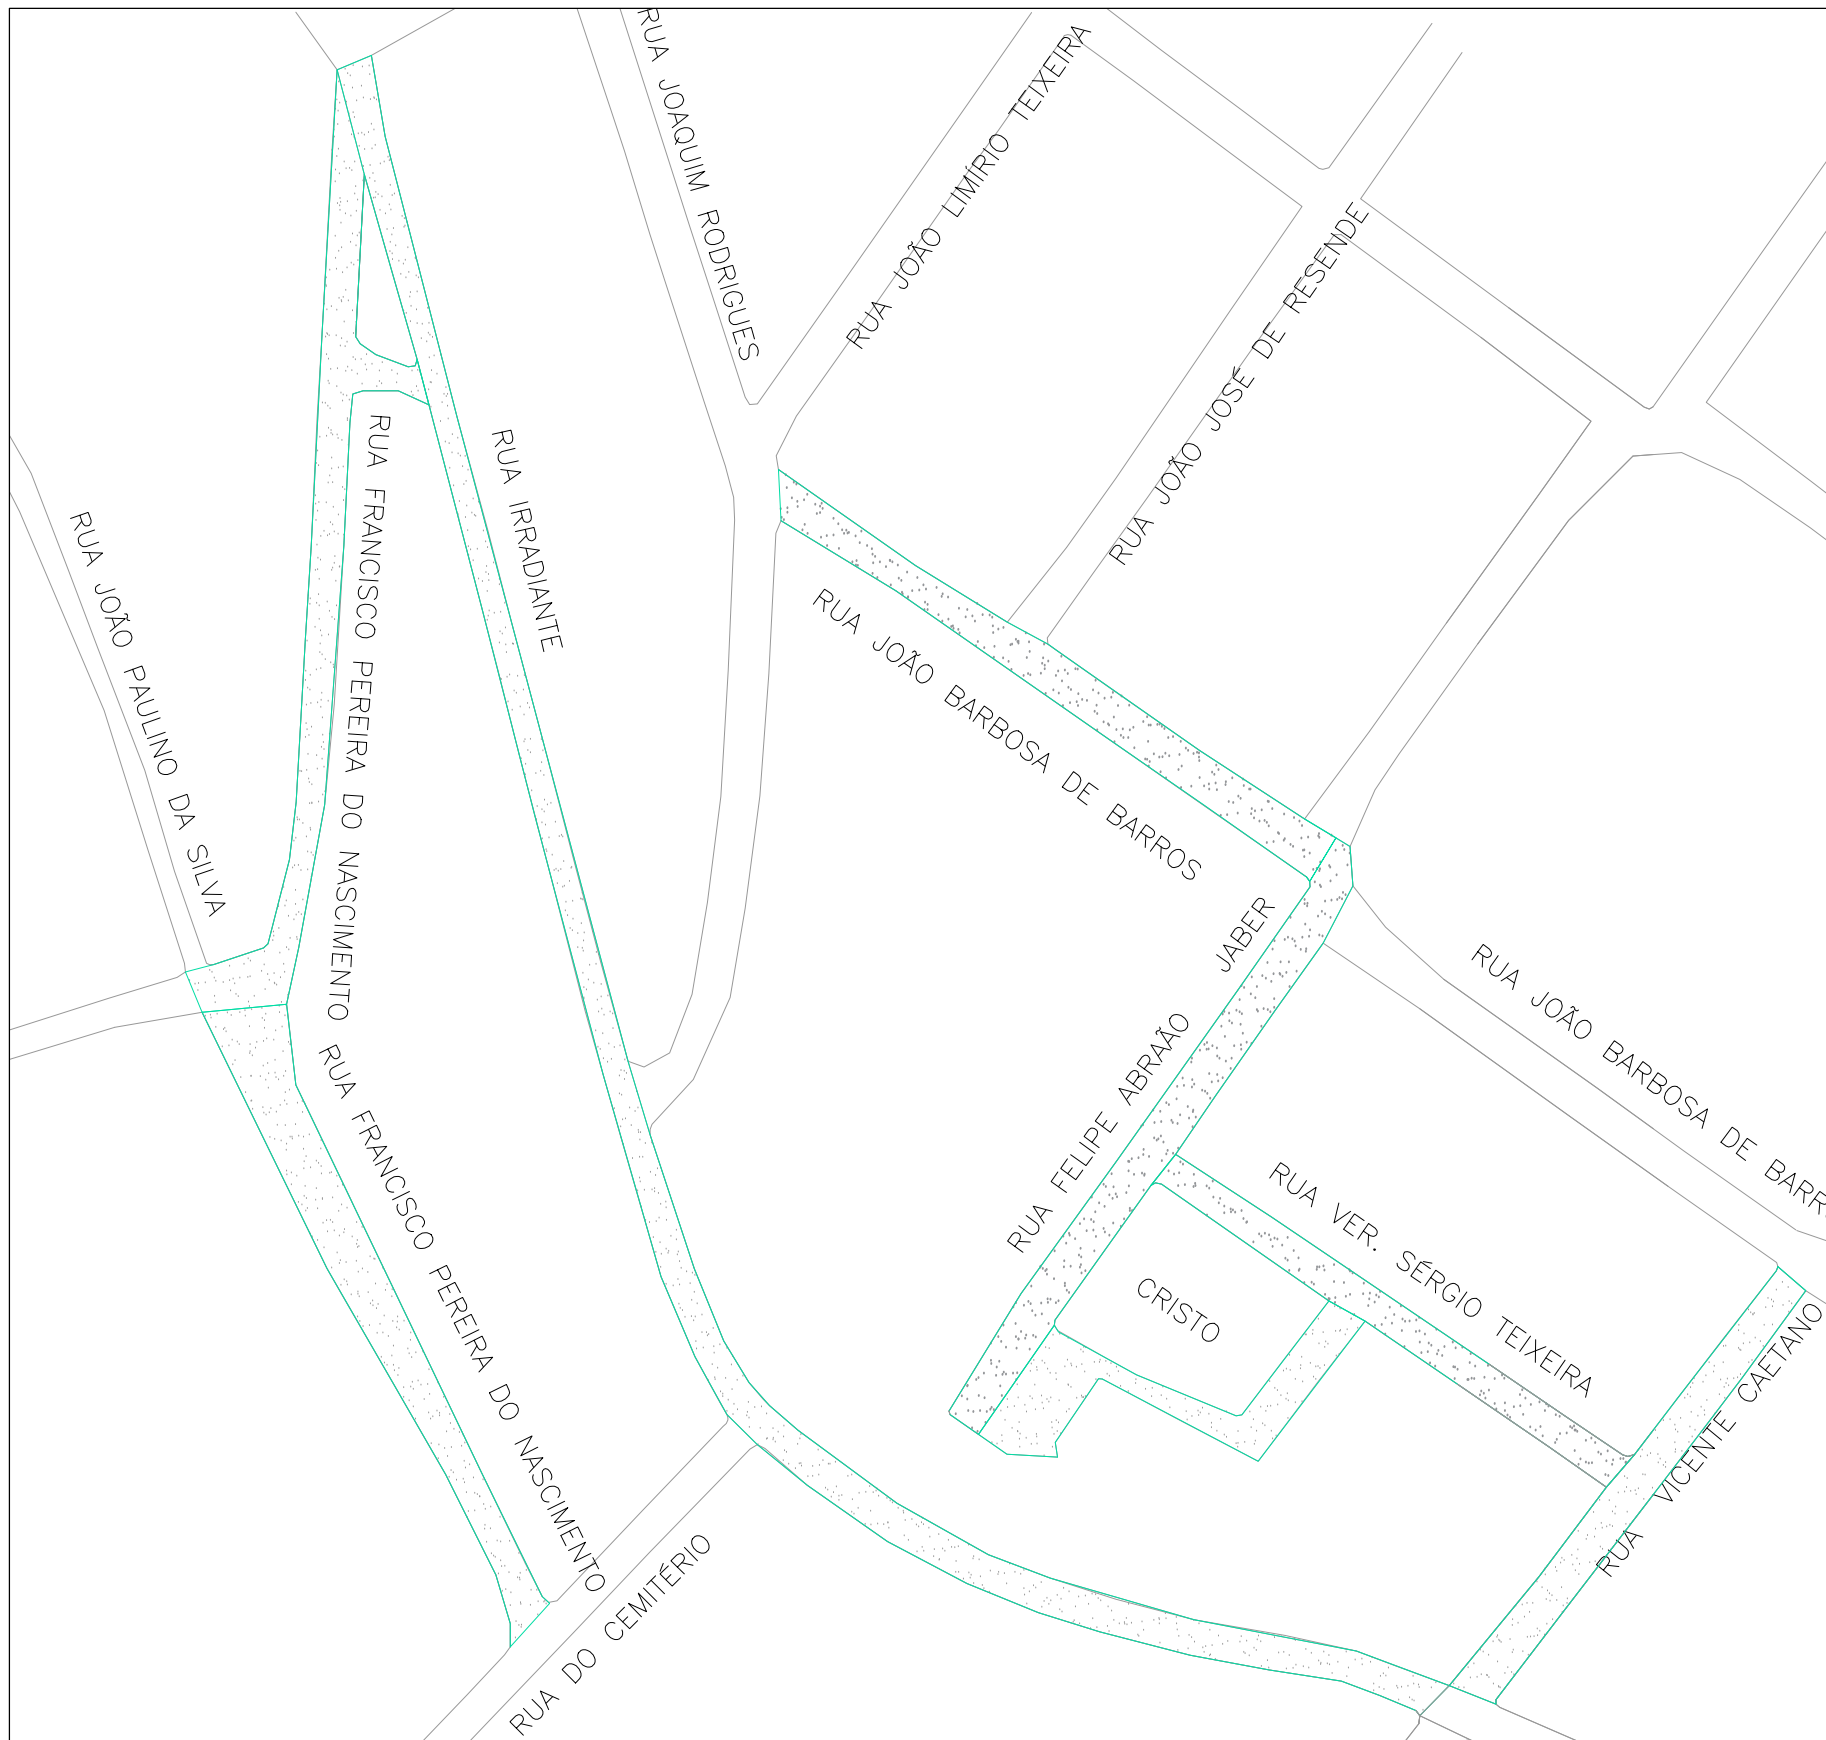 RUA JOAQUIM RODRIGUES
RUA JOÃO LIMÍRIO TEIXEIRA
RUA JOÃO JOSÉ DE RESENDE
RUA FRANCISCO PEREIRA DO NASCIMENTO
RUA IRRADIANTE
RUA JOÃO PAULINO DA SILVA
RUA JOÃO BARBOSA DE BARROS
RUA FELIPE ABRAÃO JABER
RUA JOÃO BARBOSA DE BARR
RUA FRANCISCO PEREIRA DO NASCIMENTO
RUA VER. SÉRGIO TEIXEIRA
CRISTO
RUA VICENTE CAETANO
RUA DO CEMITÉRIO